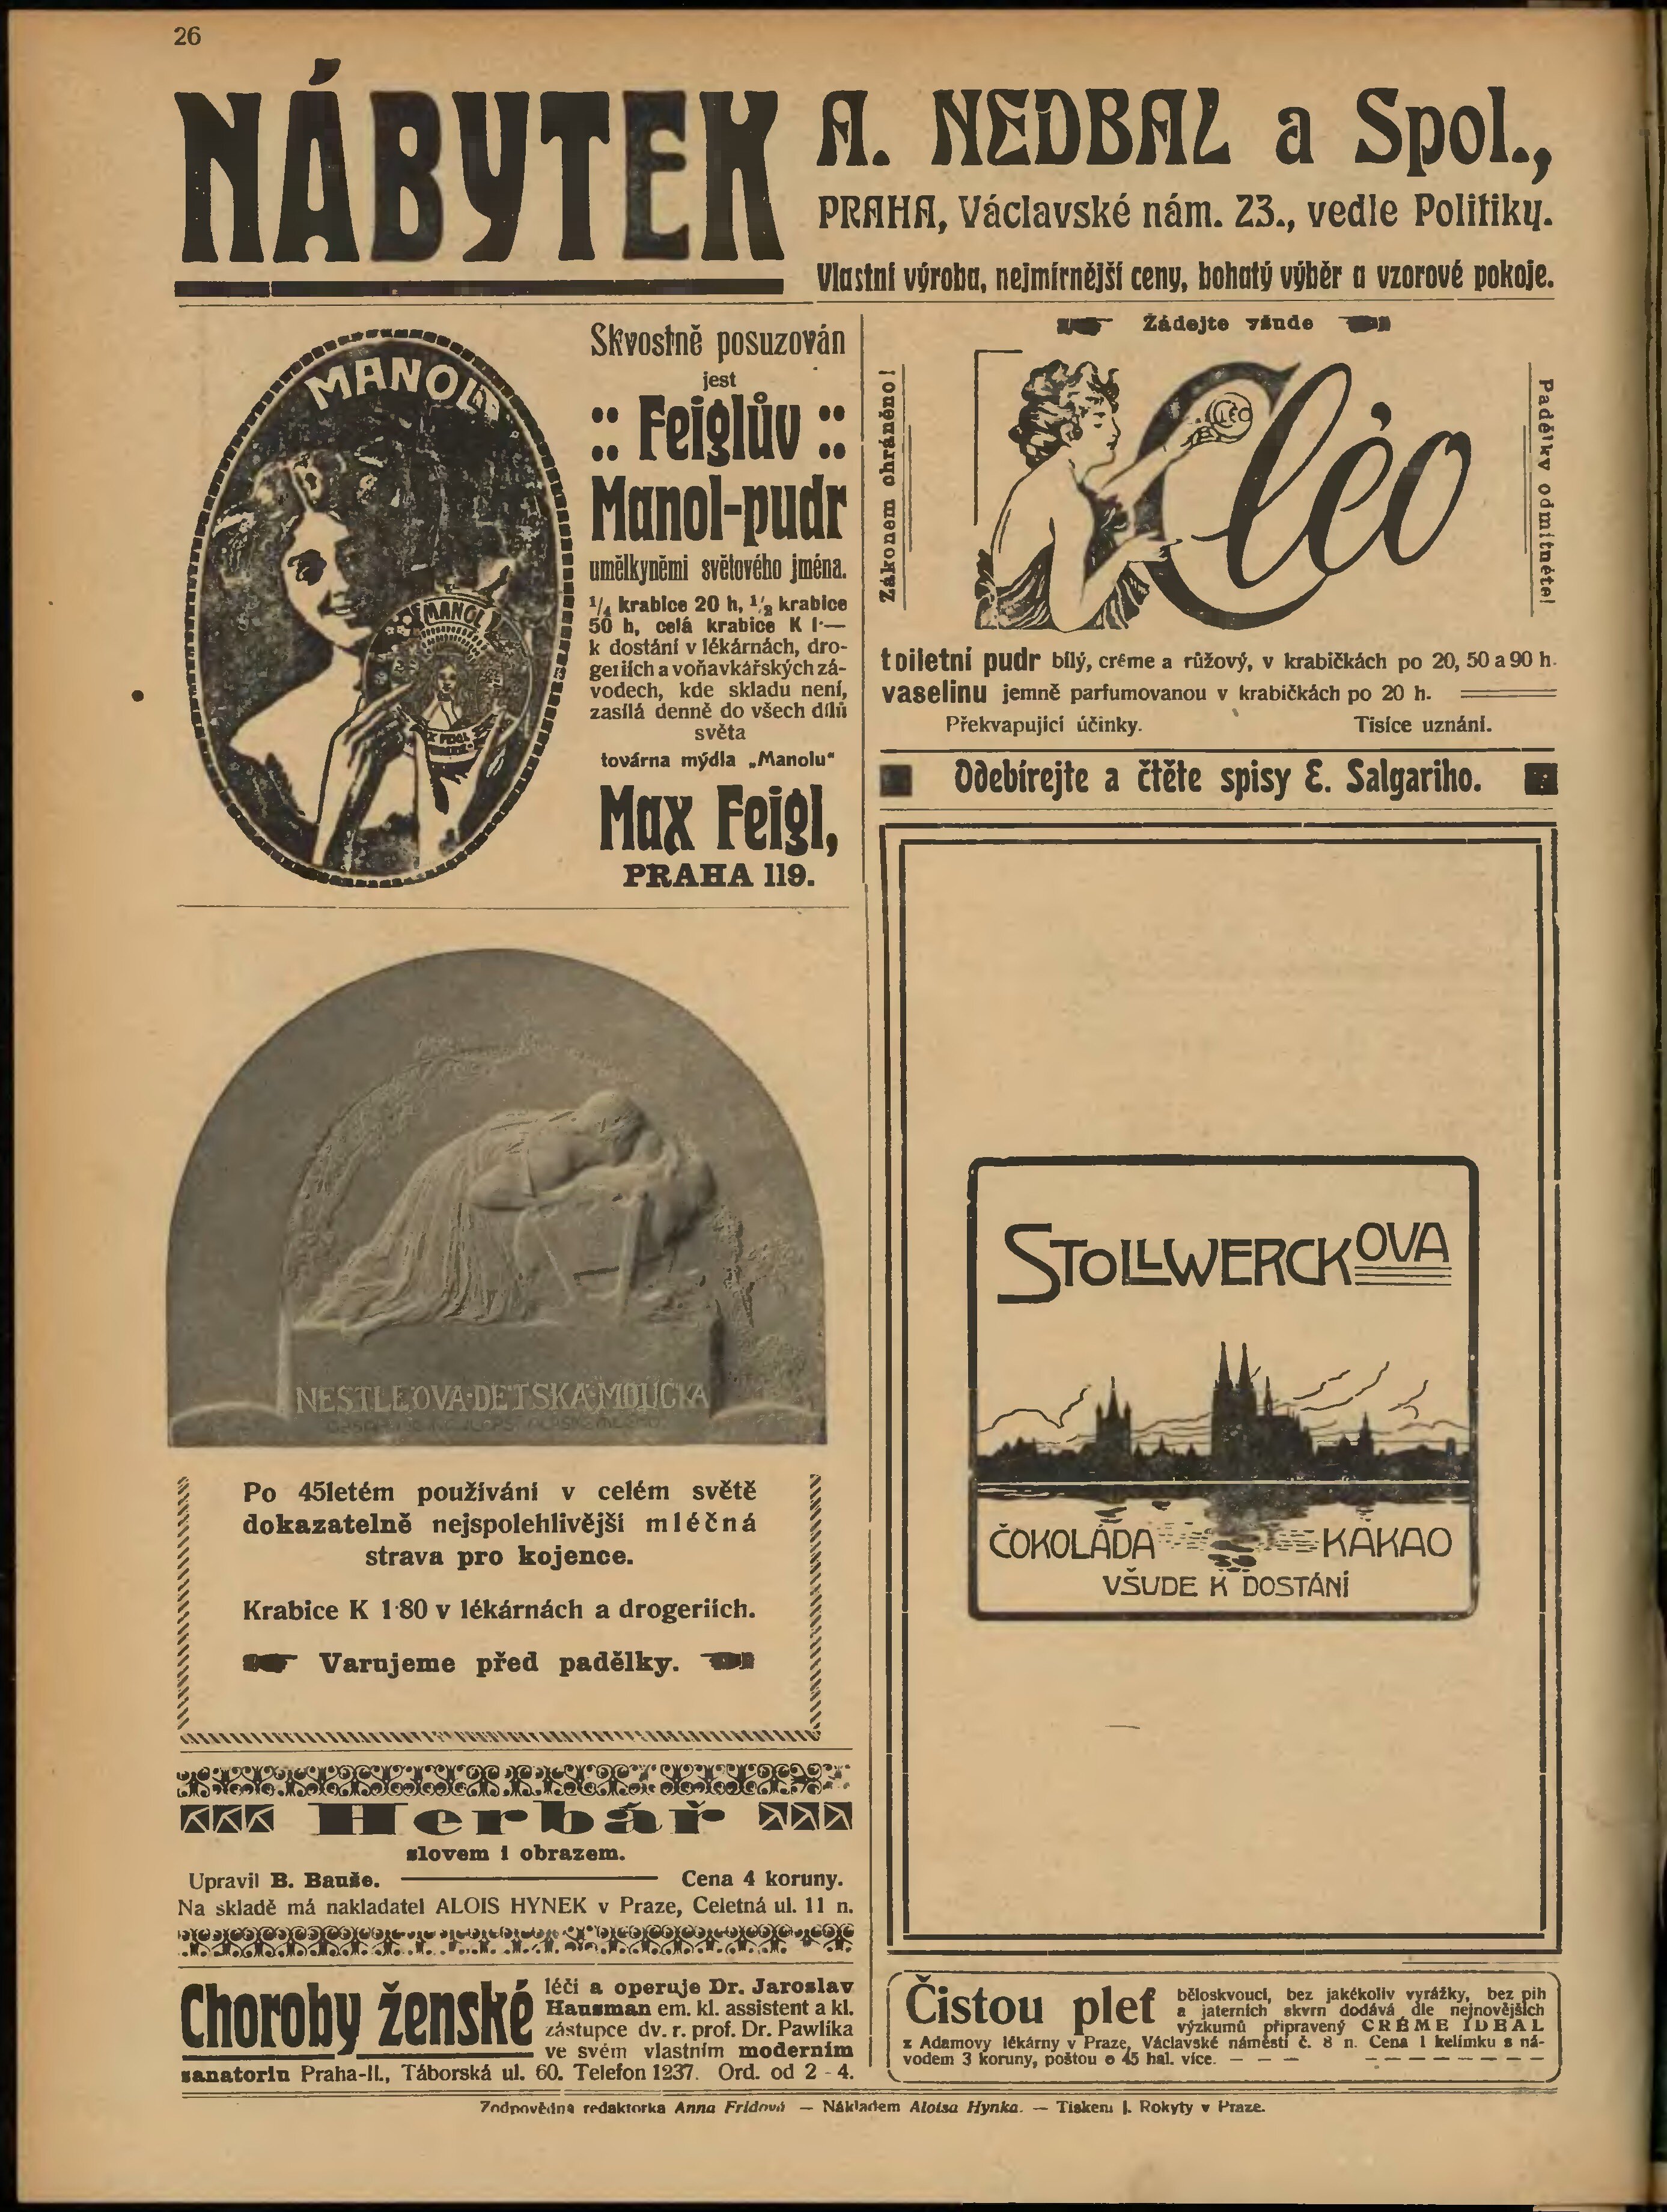 26
NÁBYTEK
A. NEDBAL a Spol.,
PRAHA, Václavské nám. 23., vedle Politiky.
Vlastní výroba, nejmírnější ceny, bohatý výběr a vzorové pokoje.
MANOL
MANOL
Skvostně posuzován
jest
:: Feiglův ::
Manol-pudr
umělkyněmi světového jména.
1/4 krabice 20 h, 1/2 krabice
50 h, celá krabice K 1·—
k dostání v lékárnách, dro-
geriích a voňavkářských zá-
vodech, kde skladu není,
zasílá denně do všech dílů
světa
továrna mýdla „Manolu“
Max Feigl,
PRAHA 119.
Žádejte všude
Zákonem chráněno!
Cléo
CLÉO
Padělky odmítněte!
toiletní pudr bílý, créme a růžový, v krabičkách po 20, 50 a 90 h.
vaselinu jemně parfumovanou v krabičkách po 20 h.
Překvapující účinky. Tisíce uznání.
Odebírejte a čtěte spisy E. Salgariho.
NESTLEOVA·DETSKA·MOUČKA
Po 45letém používání v celém světě
dokazatelně nejspolehlivější mléčná
strava pro kojence.
Krabice K 1·80 v lékárnách a drogeriích.
Varujeme před padělky.
STOLLWERCKOVA
ČOKOLÁDA KAKAO
VŠUDE K DOSTÁNÍ
Herbář
slovem i obrazem.
Upravil B. Bauše. Cena 4 koruny.
Na skladě má nakladatel ALOIS HYNEK v Praze, Celetná ul. 11 n.
Choroby ženské
léčí a operuje Dr. Jaroslav
Hausman em. kl. assistent a kl.
zástupce dv. r. prof. Dr. Pawlíka
ve svém vlastním moderním
sanatoriu Praha-II., Táborská ul. 60. Telefon 1237. Ord. od 2-4.
Čistou pleť
běloskvoucí, bez jakékoliv vyrážky, bez pih
a jaterních skvrn dodává dle nejnovějších
výzkumů připravený CRÊME IDEAL
z Adamovy lékárny v Praze, Václavské náměstí č. 8 n. Cena 1 kelímku s ná-
vodem 3 koruny, poštou o 45 hal. více. – – –
Zodpovědná redaktorka Anna Frídová — Nákladem Aloisa Hynka. — Tiskem J. Rokyty v Praze.